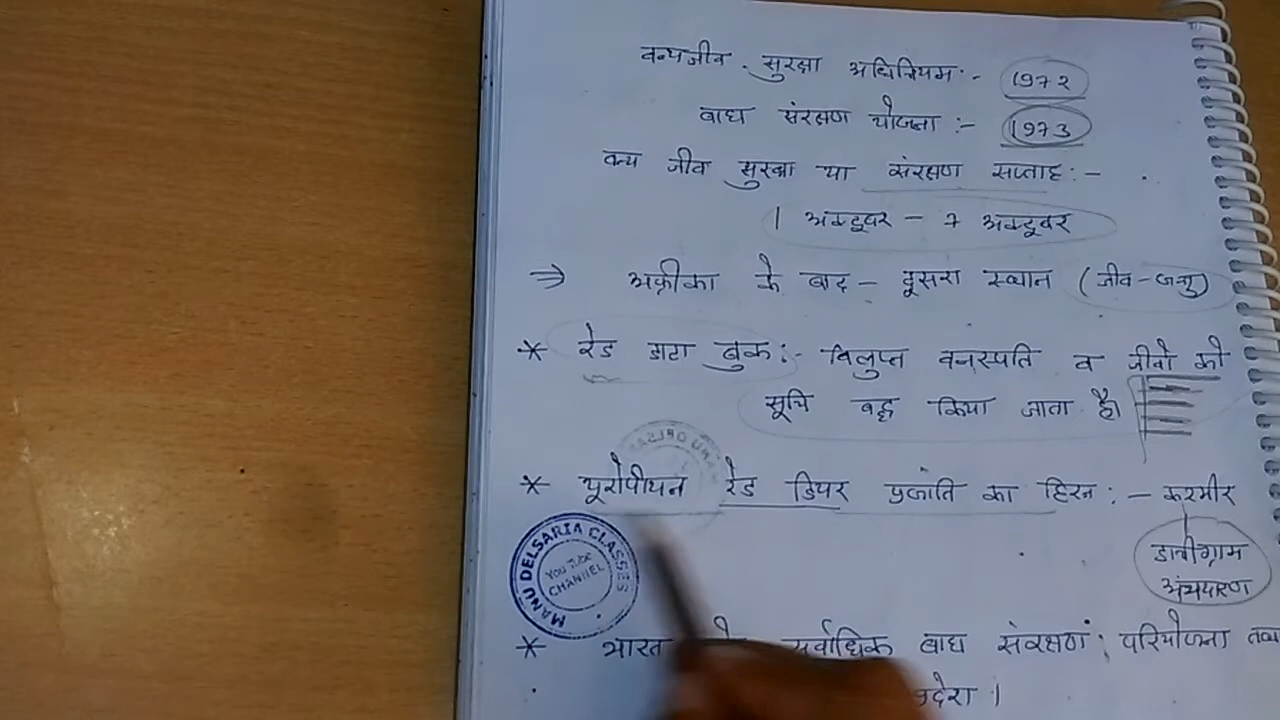 वन्यजीव . सुरक्षा अधिनियम :- 1972
बाघ संरक्षण योजना :- 1973
वन्य जीव सुरक्षा या संरक्षण सप्ताह :-
1 अक्टूबर - 7 अक्टूबर
⇒ अफ्रीका के बाद - दूसरा स्थान (जीव-जन्तु)
* रेड डाटा बुक :- विलुप्त वनस्पति व जीवो को
सूचि बद्ध किया जाता है।
* यूरोपीयन रेड डियर प्रजाति का हिरन :- कश्मीर
अभयारण
MANU DELSARIA CLASSES
YOU TUBE
CHANNEL
* भारत सर्वाधिक बाघ संरक्षण परियोजना